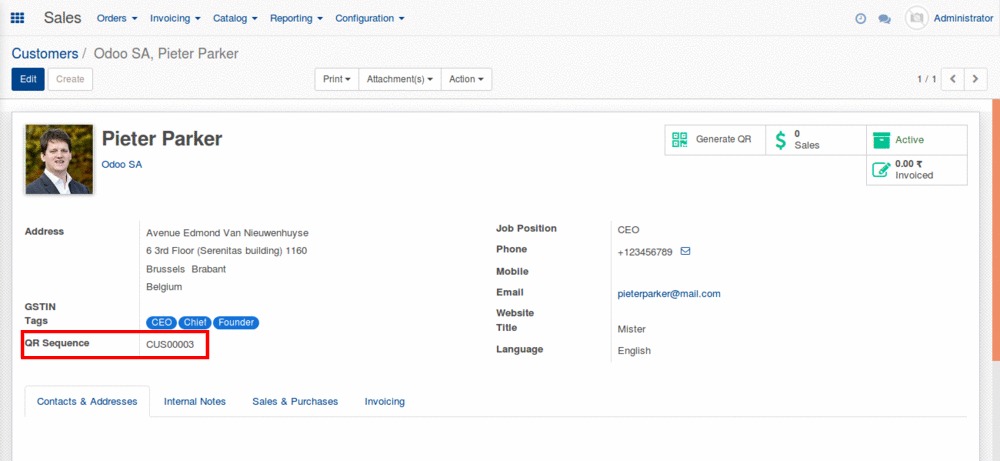 Sales Orders Invoicing Catalog Reporting Configuration Administrator
Customers / Odoo SA, Pieter Parker
Edit Create Print Attachment(s) Action 1 / 1
Pieter Parker
Odoo SA
Generate QR
0
Sales
Active
0.00 ₹
Invoiced
Address
Avenue Edmond Van Nieuwenhuyse
6 3rd Floor (Serenitas building) 1160
Brussels Brabant
Belgium
GSTIN
Tags CEO Chief Founder
QR Sequence CUS00003
Job Position CEO
Phone +123456789
Mobile
Email pieterparker@mail.com
Website
Title Mister
Language English
Contacts & Addresses Internal Notes Sales & Purchases Invoicing